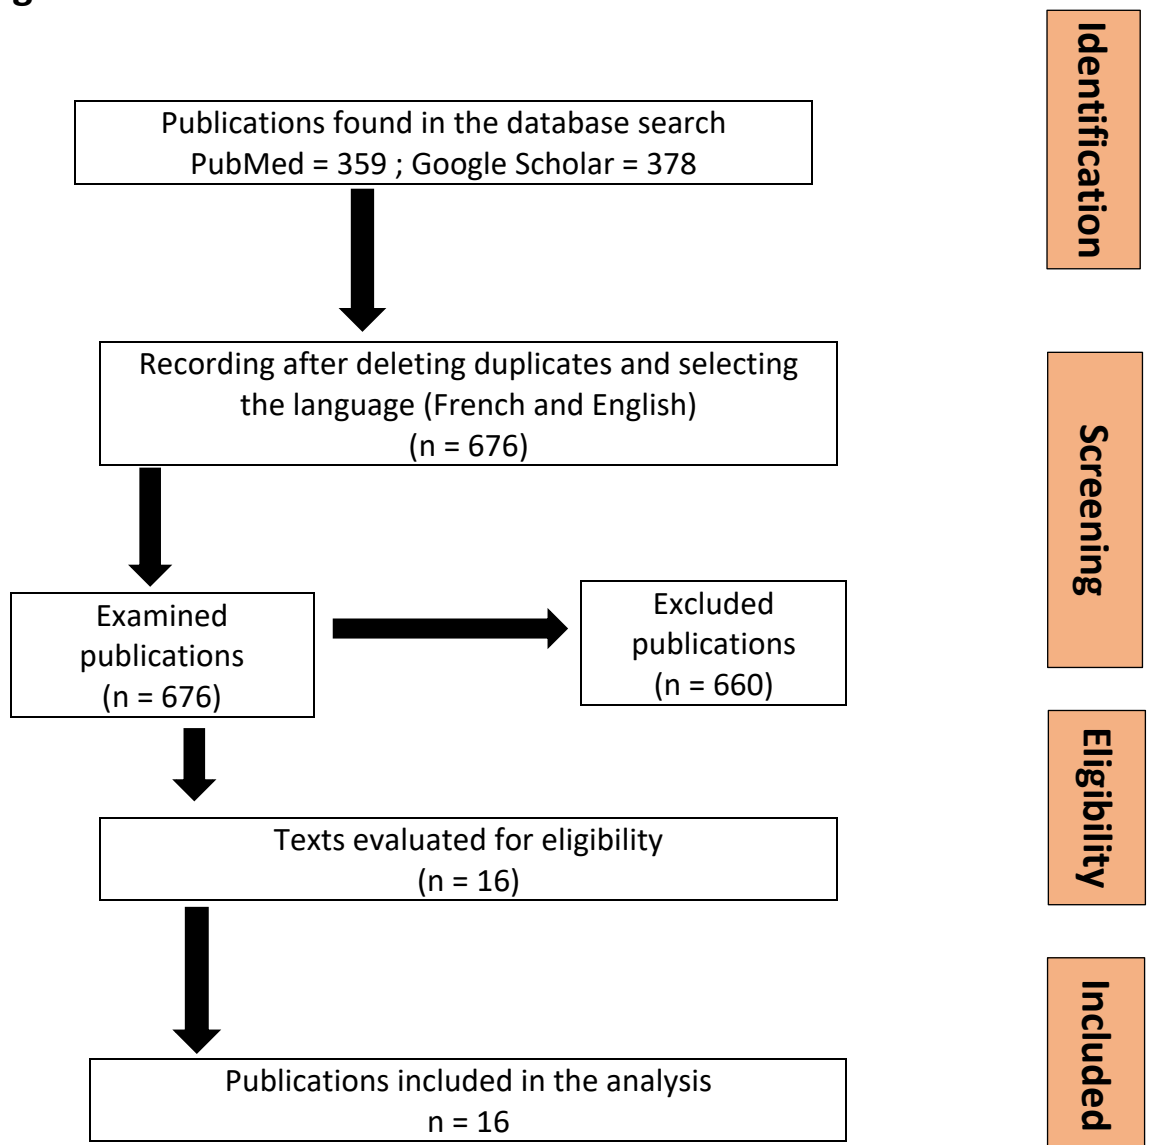 Publications found in the database search
PubMed = 359 ; Google Scholar = 378
Recording after deleting duplicates and selecting
the language (French and English)
(n = 676)
Examined
publications
(n = 676)
Excluded
publications
(n = 660)
Texts evaluated for eligibility
(n = 16)
Publications included in the analysis
n = 16
Identification
Screening
Eligibility
Included